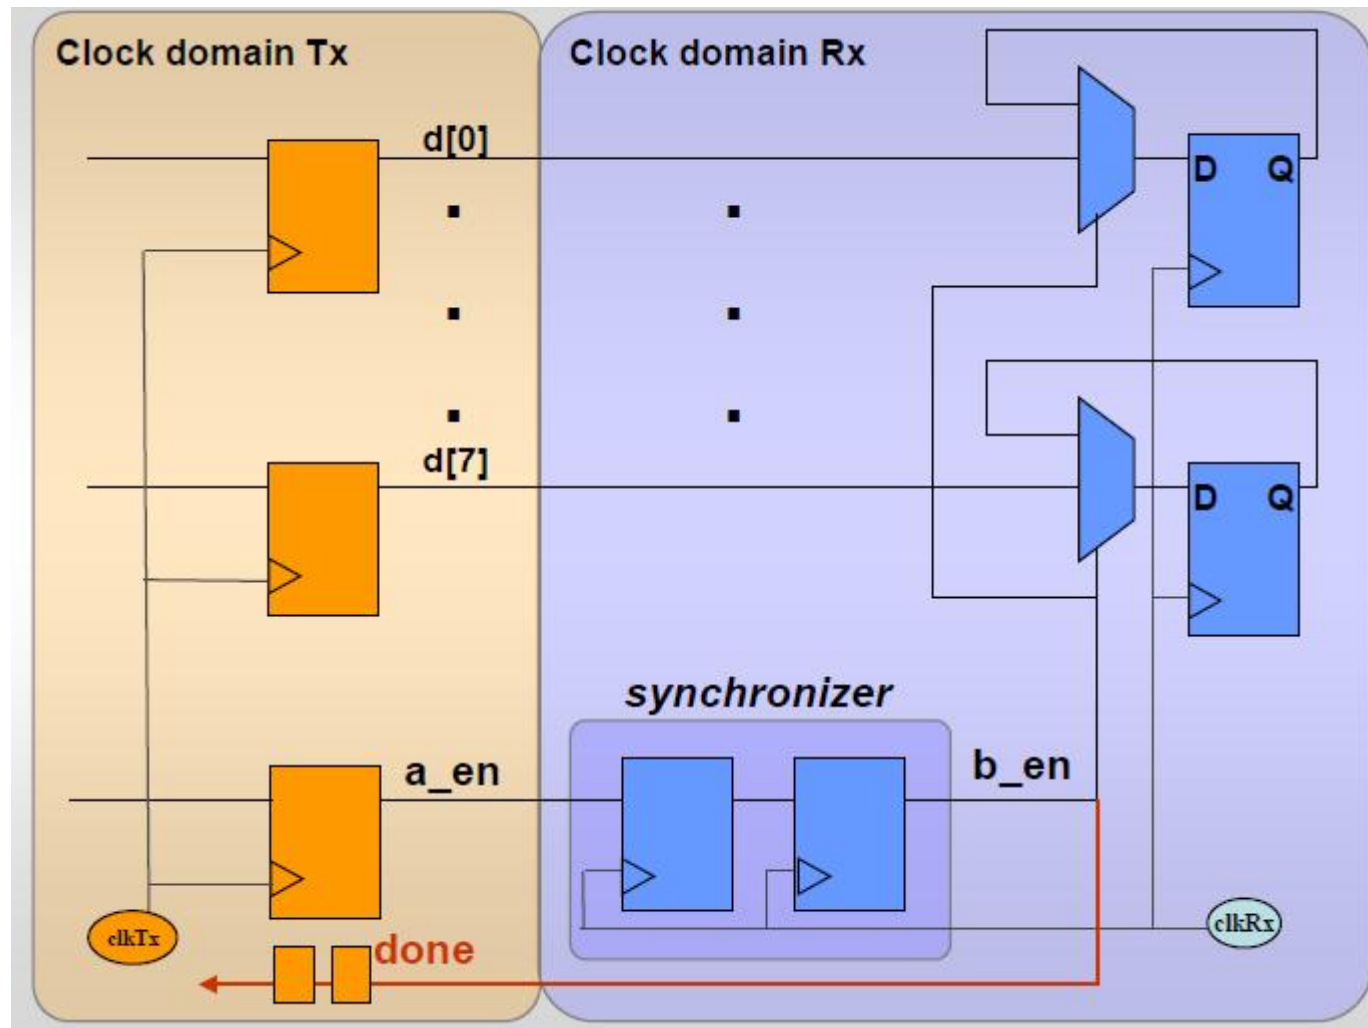 Clock domain Tx
Clock domain Rx
d[0]
D Q
d[7]
D Q
synchronizer
a_en
b_en
clkTx
clkRx
done